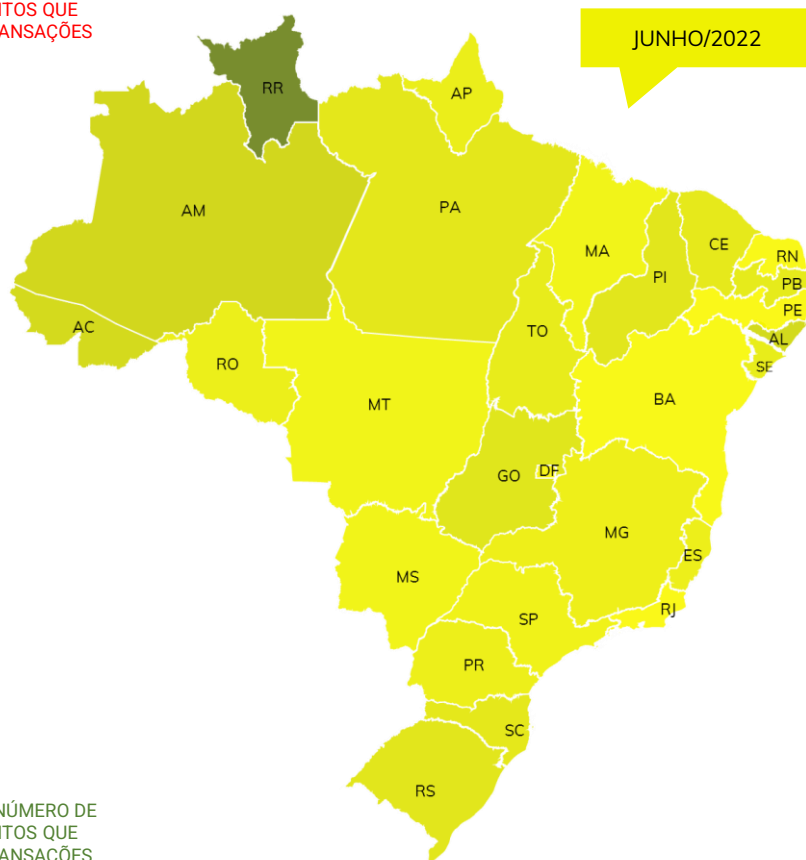 ITOS QUE
ANSAÇÕES
JUNHO/2022
RR
AP
AM
PA
MA
CE
RN
PI
PB
PE
AC
TO
AL
RO
SE
MT
BA
GO
DF
MG
ES
MS
RJ
SP
PR
SC
RS
NÚMERO DE
ITOS QUE
ANSAÇÕES